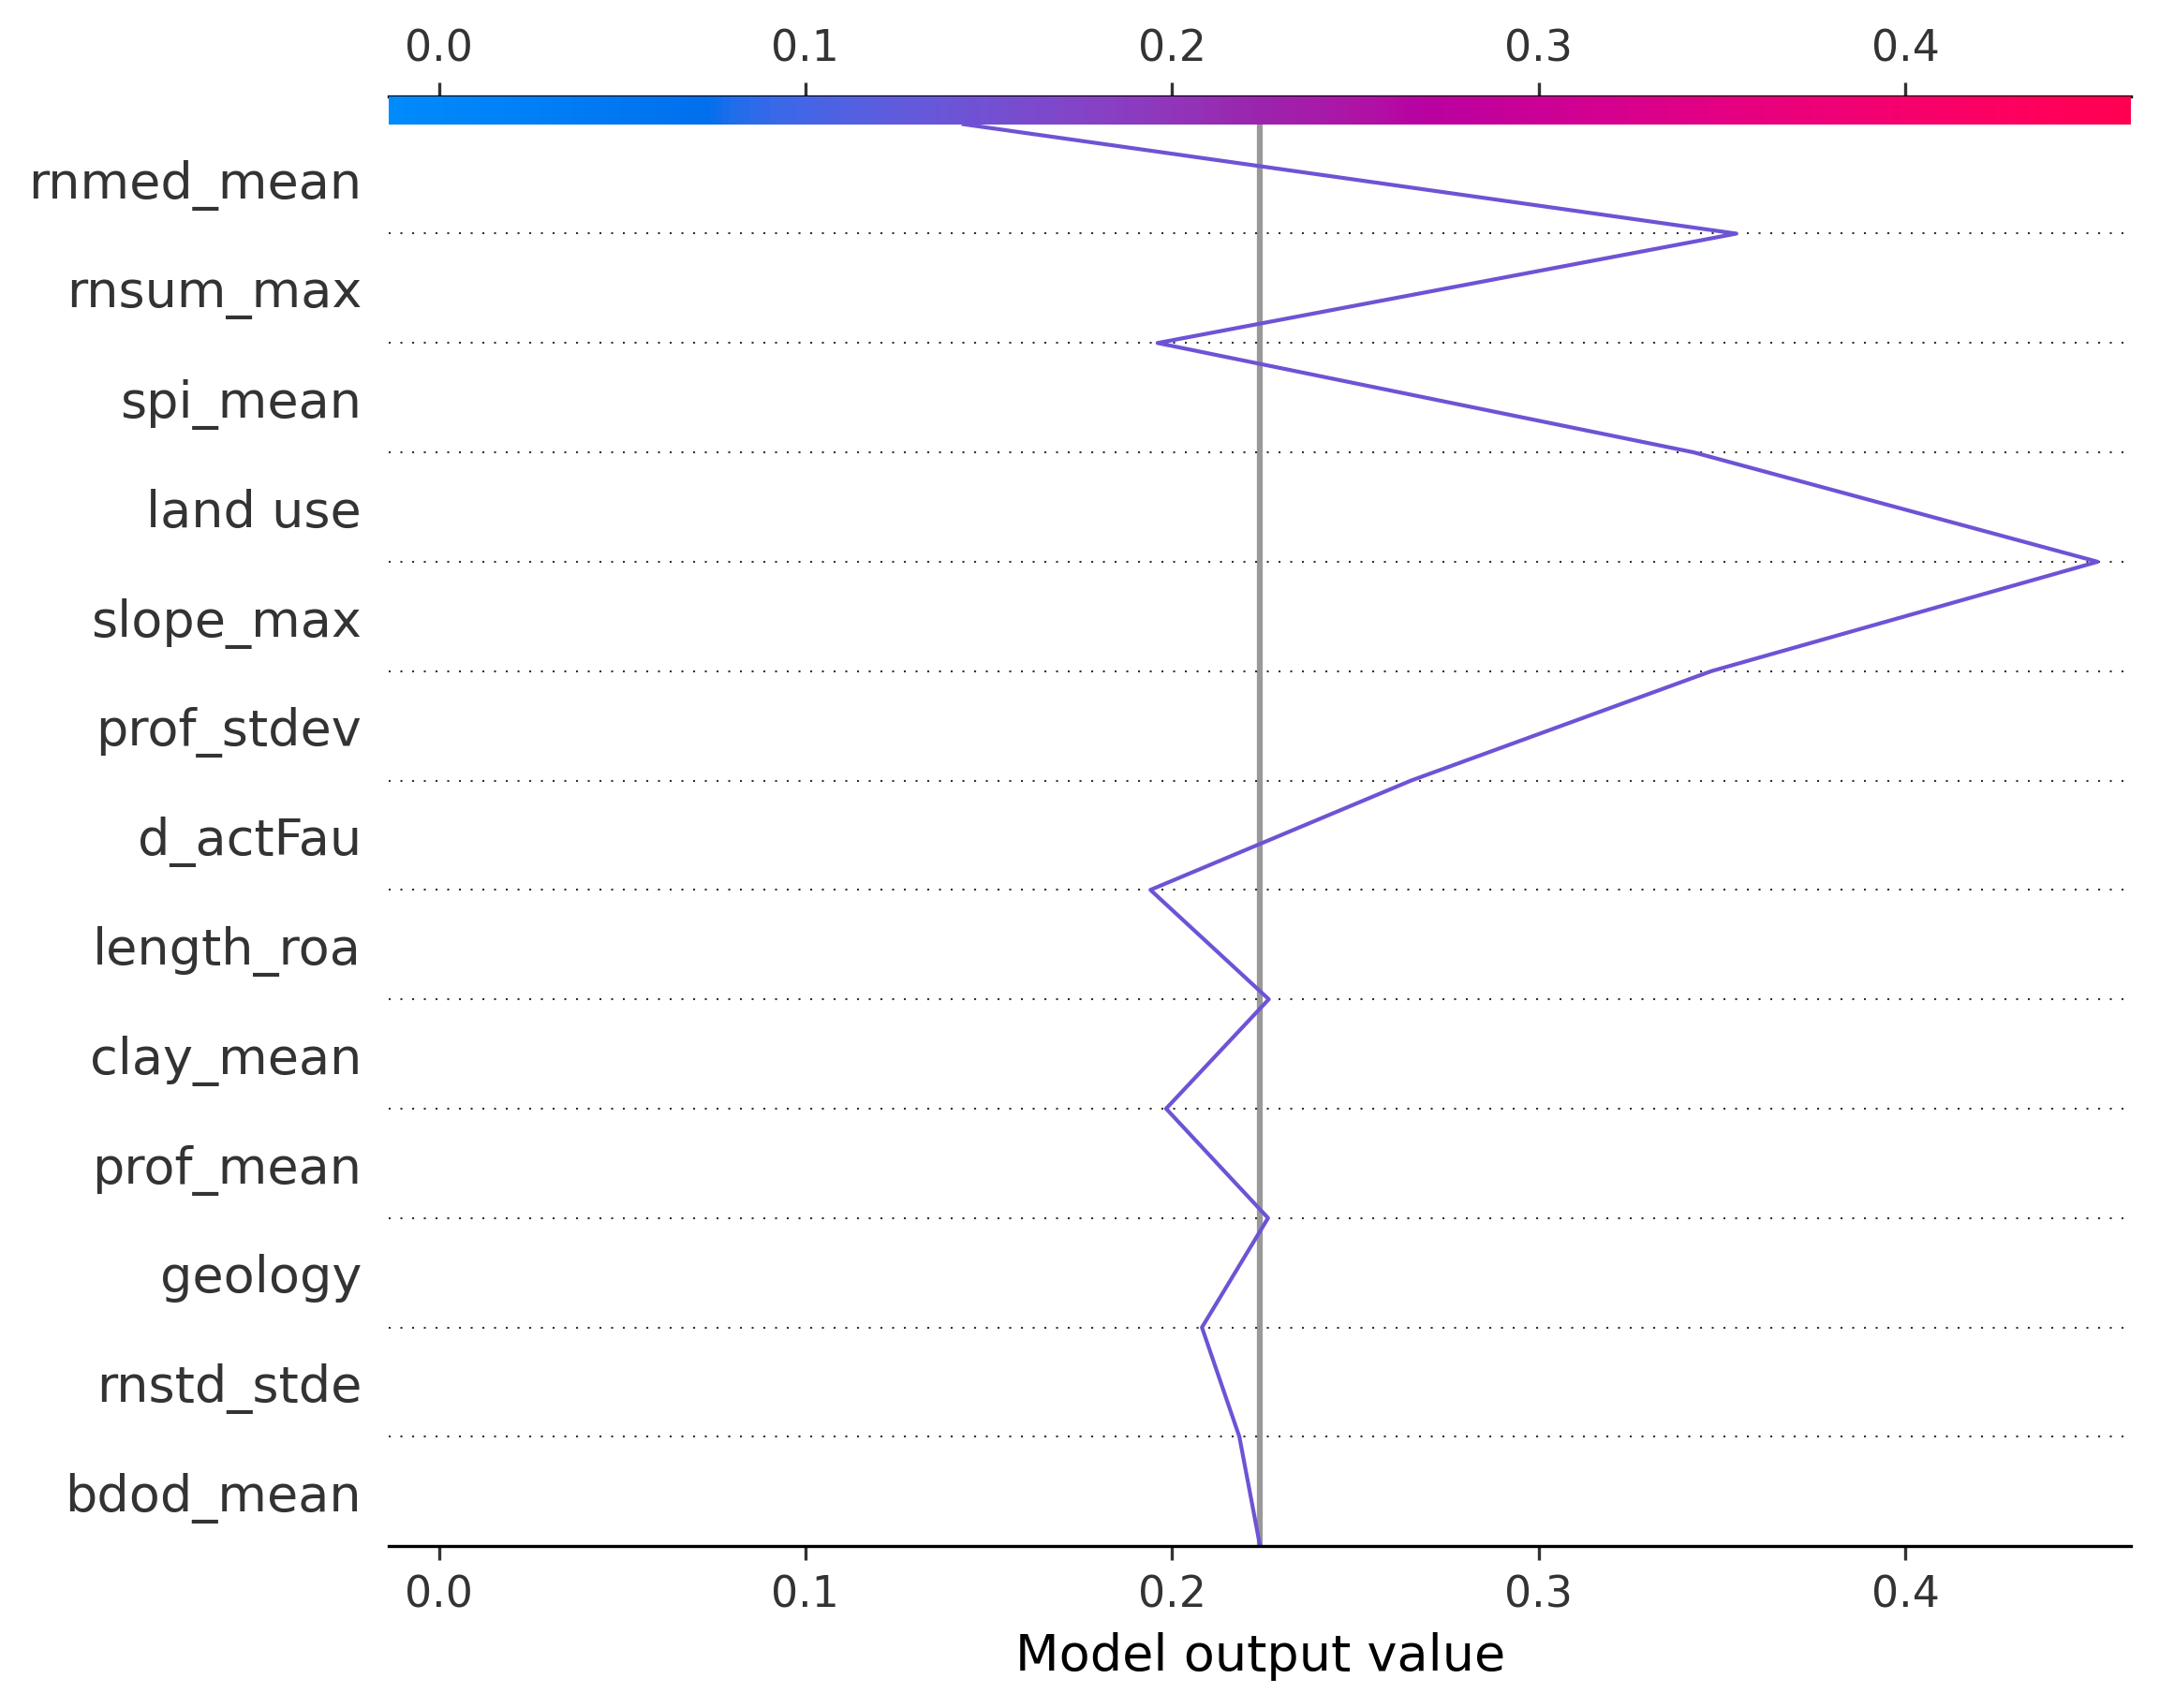 0.0 0.1 0.2 0.3 0.4
rnmed_mean
rnsum_max
spi_mean
land use
slope_max
prof_stdev
d_actFau
length_roa
clay_mean
prof_mean
geology
rnstd_stde
bdod_mean
0.0 0.1 0.2 0.3 0.4
Model output value